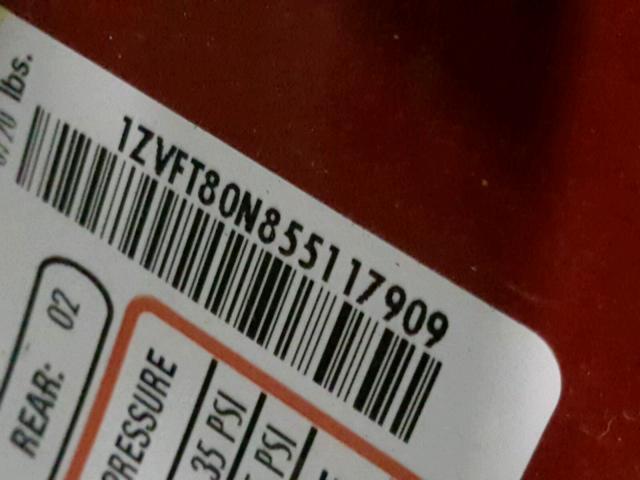 lbs.
1ZVFT80N855117909
REAR: 02
PRESSURE
35 PSI
PSI